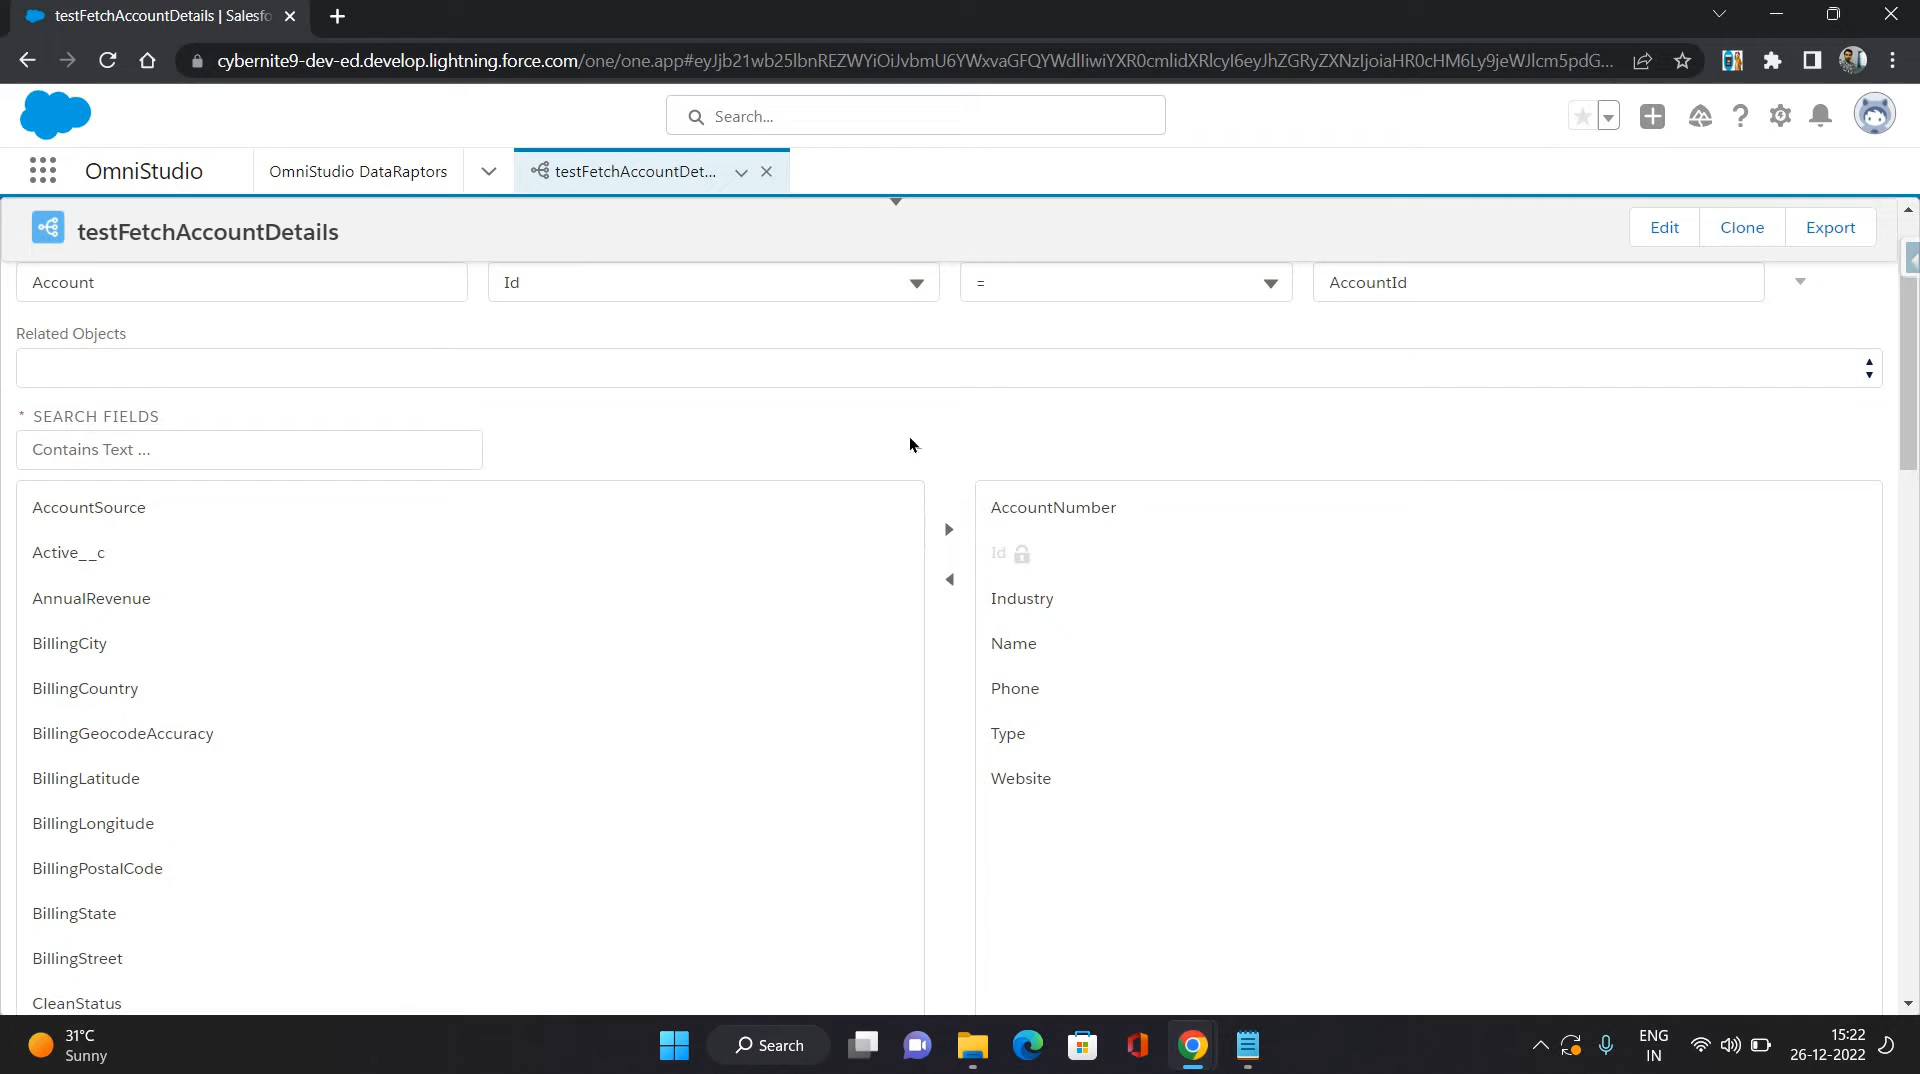 testFetchAccountDetails | Salesfo
cybernite9-dev-ed.develop.lightning.force.com/one/one.app#eyJjb21wb25lbnREZWYiOiJvbmU6YWxvaGFQYWdlIiwiYXR0cmlidXRlcyI6eyJhZGRyZXNzIjoiaHR0cHM6Ly9jeWJlcm5pdG...
Search...
OmniStudio
OmniStudio DataRaptors
testFetchAccountDet...
testFetchAccountDetails
Edit
Clone
Export
Account
Id
=
AccountId
Related Objects
* SEARCH FIELDS
Contains Text ...
AccountSource
Active__c
AnnualRevenue
BillingCity
BillingCountry
BillingGeocodeAccuracy
BillingLatitude
BillingLongitude
BillingPostalCode
BillingState
BillingStreet
CleanStatus
AccountNumber
Id
Industry
Name
Phone
Type
Website
31°C
Sunny
Search
ENG
IN
15:22
26-12-2022